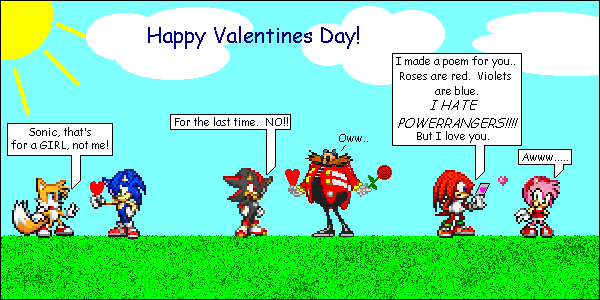 Happy Valentines Day!
Sonic, that's
for a GIRL, not me!
For the last time.  NO!!
Oww..
I made a poem for you..
Roses are red.  Violets
are blue.
I HATE
POWERRANGERS!!!!
But I love you.
Awww.....